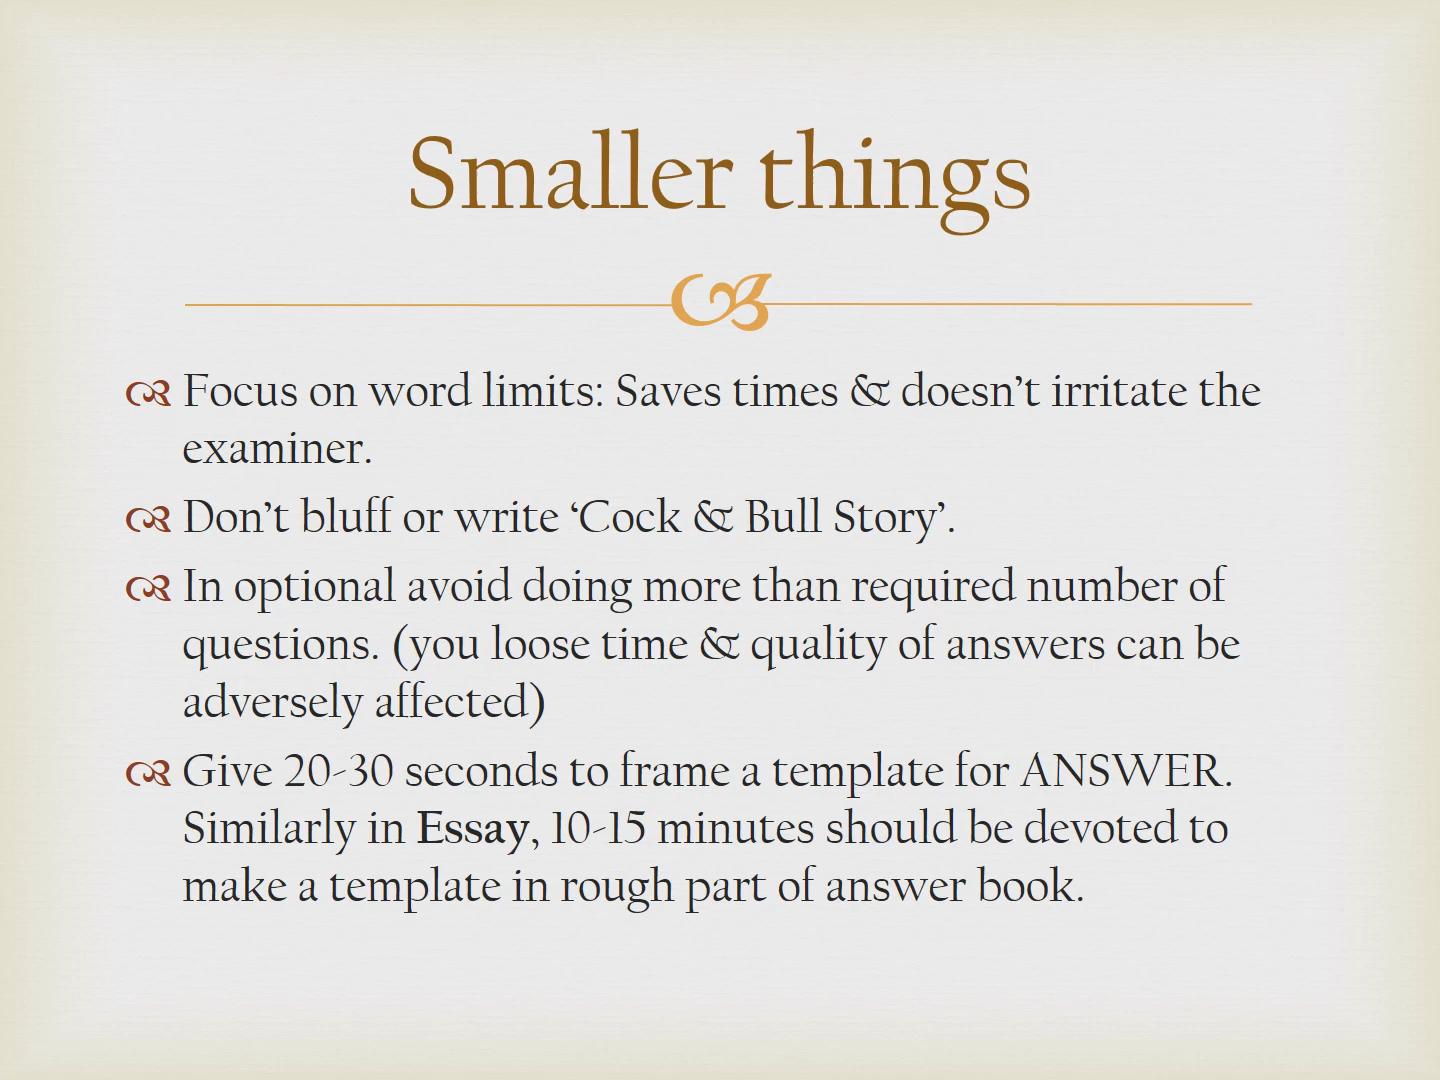 Smaller things
Focus on word limits: Saves times & doesn’t irritate the
examiner.
Don’t bluff or write ‘Cock & Bull Story’.
In optional avoid doing more than required number of
questions. (you loose time & quality of answers can be
adversely affected)
Give 20-30 seconds to frame a template for ANSWER.
Similarly in Essay, 10-15 minutes should be devoted to
make a template in rough part of answer book.